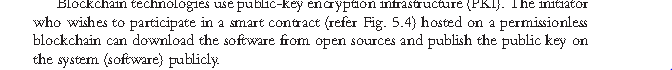 Blockchain technologies use public-key encryption infrastructure (PKI). The initiator
who wishes to participate in a smart contract (refer Fig. 5.4) hosted on a permissionless
blockchain can download the software from open sources and publish the public key on
the system (software) publicly.